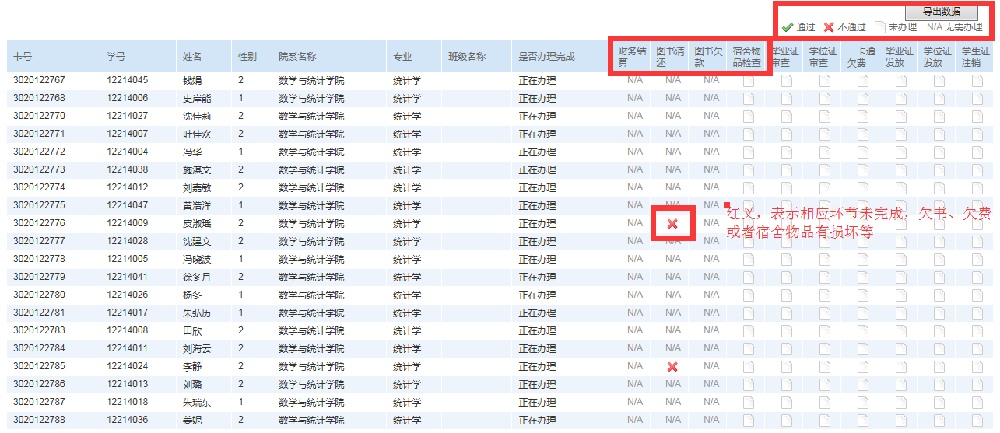 导出数据
通过 不通过 未办理 N/A 无需办理
卡号 学号 姓名 性别 院系名称 专业 班级名称 是否办理完成 财务结算 图书清还 图书欠款 宿舍物品检查 毕业证审查 学位证审查 一卡通欠费 毕业证发放 学位证发放 学生证注销
3020122767 12214045 钱娟 2 数学与统计学院 统计学 正在办理 N/A N/A N/A
3020122768 12214006 史岸能 1 数学与统计学院 统计学 正在办理 N/A N/A N/A
3020122770 12214027 沈佳莉 2 数学与统计学院 统计学 正在办理 N/A N/A N/A
3020122771 12214007 叶佳欢 2 数学与统计学院 统计学 正在办理 N/A N/A N/A
3020122772 12214004 冯华 1 数学与统计学院 统计学 正在办理 N/A N/A N/A
3020122773 12214038 施淇文 2 数学与统计学院 统计学 正在办理 N/A N/A N/A
3020122774 12214012 刘嘉敏 2 数学与统计学院 统计学 正在办理 N/A N/A N/A
3020122775 12214047 黄浩洋 1 数学与统计学院 统计学 正在办理 N/A N/A N/A
红叉，表示相应环节未完成，欠书、欠费
或者宿舍物品有损坏等
3020122776 12214009 皮淑瑶 2 数学与统计学院 统计学 正在办理 N/A N/A
3020122777 12214028 沈建文 2 数学与统计学院 统计学 正在办理 N/A N/A N/A
3020122778 12214005 冯晓波 1 数学与统计学院 统计学 正在办理 N/A N/A N/A
3020122779 12214041 徐冬月 2 数学与统计学院 统计学 正在办理 N/A N/A N/A
3020122780 12214026 杨冬 1 数学与统计学院 统计学 正在办理 N/A N/A N/A
3020122781 12214017 朱弘历 1 数学与统计学院 统计学 正在办理 N/A N/A N/A
3020122783 12214008 田欣 2 数学与统计学院 统计学 正在办理 N/A N/A N/A
3020122784 12214011 刘海云 2 数学与统计学院 统计学 正在办理 N/A N/A N/A
3020122785 12214024 李静 2 数学与统计学院 统计学 正在办理 N/A N/A
3020122786 12214013 刘璐 2 数学与统计学院 统计学 正在办理 N/A N/A N/A
3020122787 12214018 朱瑞东 1 数学与统计学院 统计学 正在办理 N/A N/A N/A
3020122788 12214036 姜妮 2 数学与统计学院 统计学 正在办理 N/A N/A N/A